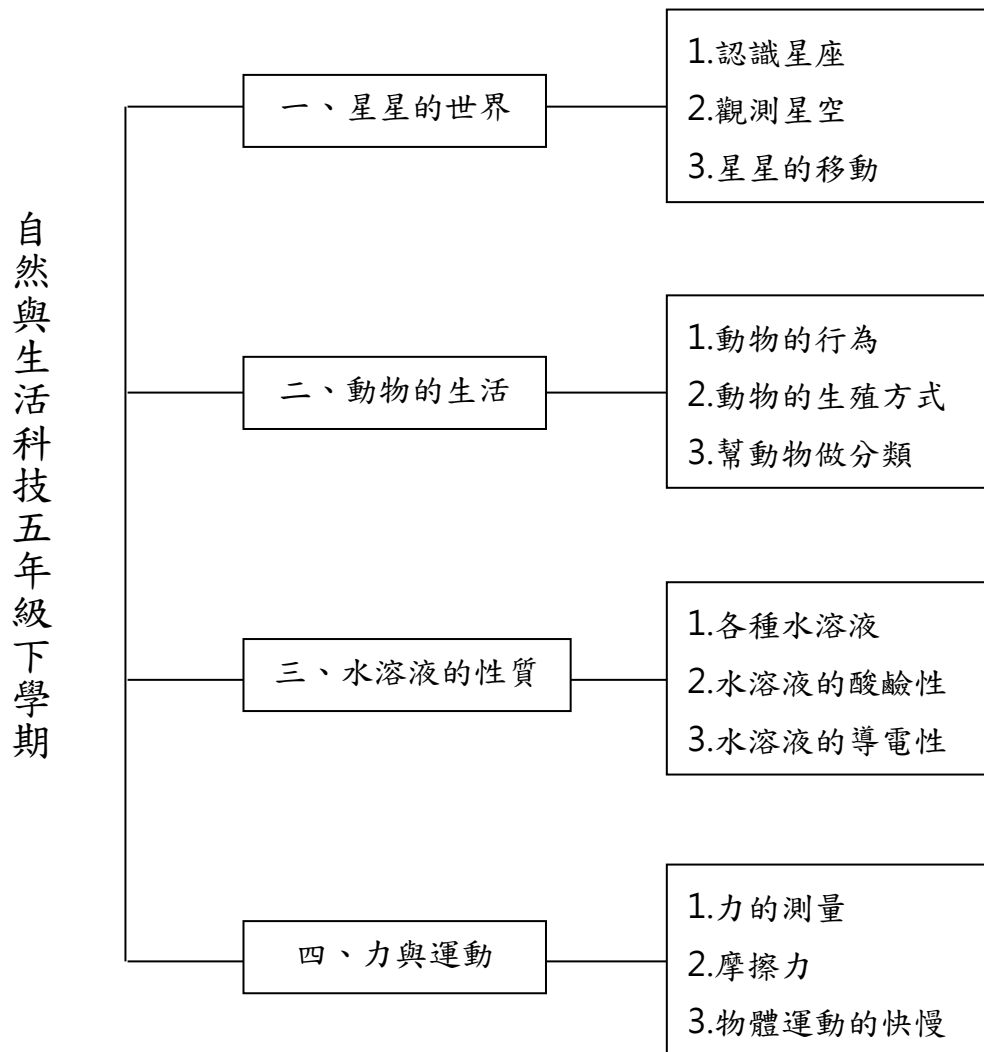 自然與生活科技五年級下學期
一、星星的世界
1.認識星座
2.觀測星空
3.星星的移動
二、動物的生活
1.動物的行為
2.動物的生殖方式
3.幫動物做分類
三、水溶液的性質
1.各種水溶液
2.水溶液的酸鹼性
3.水溶液的導電性
四、力與運動
1.力的測量
2.摩擦力
3.物體運動的快慢